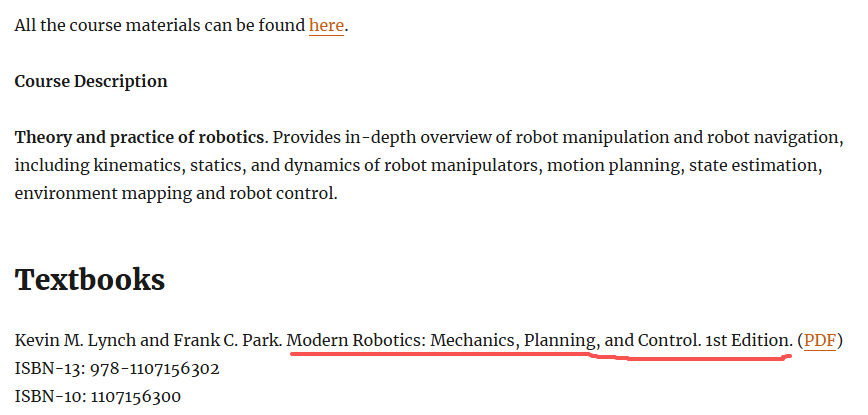 All the course materials can be found here.
Course Description
Theory and practice of robotics. Provides in-depth overview of robot manipulation and robot navigation,
including kinematics, statics, and dynamics of robot manipulators, motion planning, state estimation,
environment mapping and robot control.
Textbooks
Kevin M. Lynch and Frank C. Park. Modern Robotics: Mechanics, Planning, and Control. 1st Edition. (PDF)
ISBN-13: 978-1107156302
ISBN-10: 1107156300